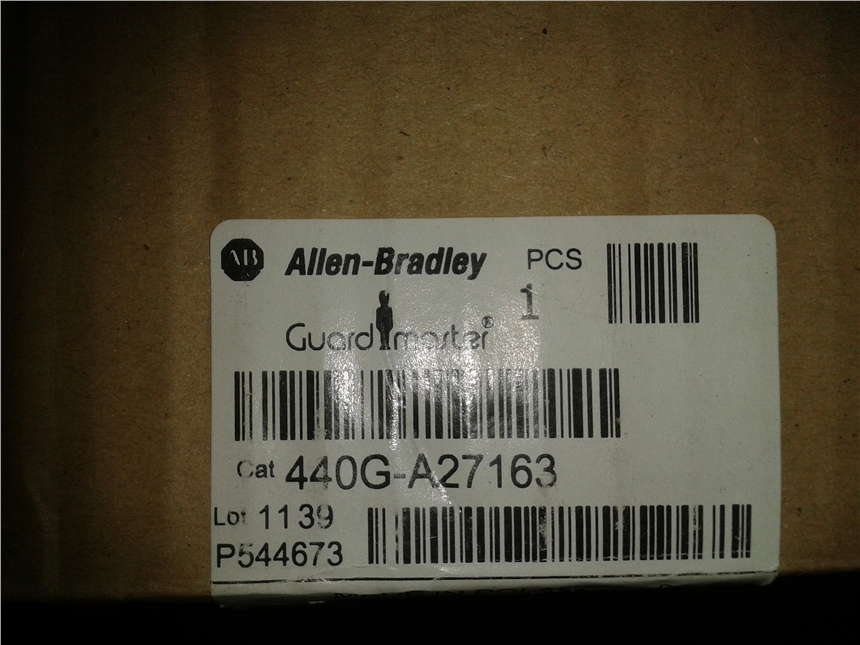 AB Allen-Bradley PCS
1
Guardmaster®
Cat 440G-A27163
Lot 1139
P544673